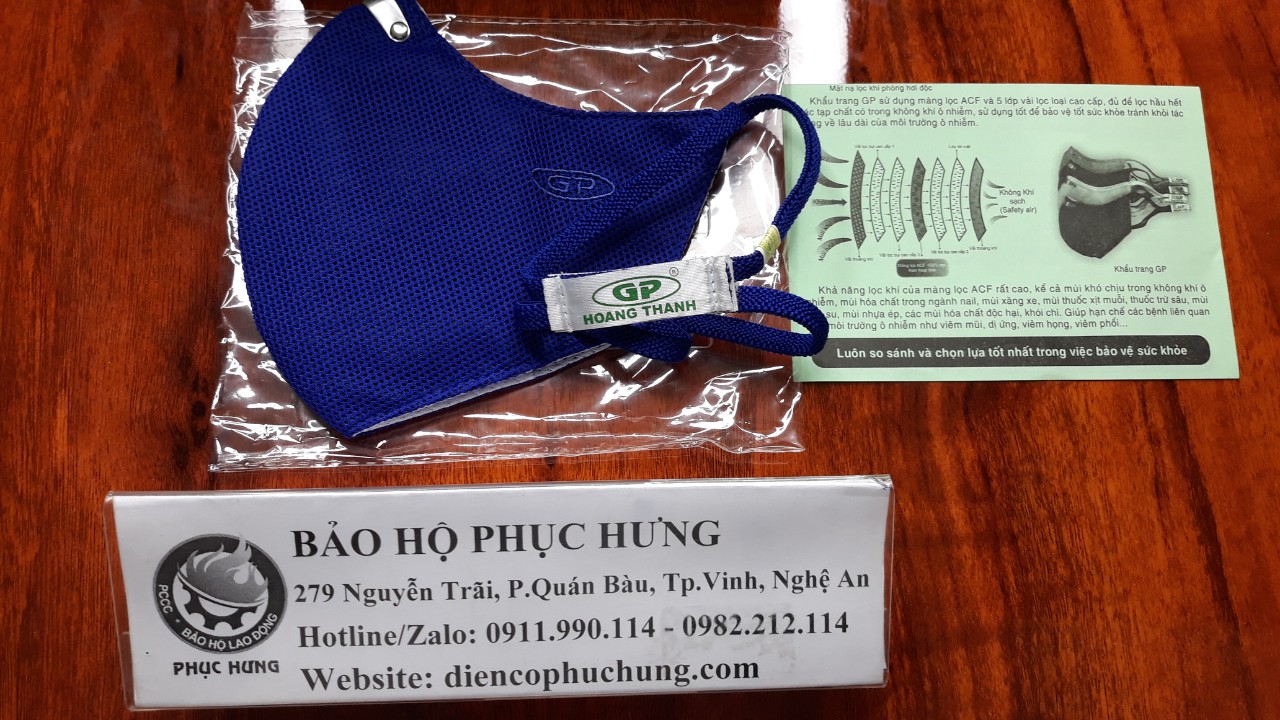 GP
GP
®
HOANG THANH
Mặt nạ lọc khí phòng hơi độc
Khẩu trang GP sử dụng màng lọc ACF và 5 lớp vải lọc loại cao cấp, đủ để lọc hầu hết
tạp chất có trong không khí ô nhiễm, sử dụng tốt để bảo vệ tốt sức khỏe tránh khỏi tác
về lâu dài của môi trường ô nhiễm.
Không Khí
sạch
(Safety air)
Vải thoáng khí
Vải thoáng khí
Khẩu trang GP
Khả năng lọc khí của màng lọc ACF rất cao, kể cả mùi khó chịu trong không khí ô
nhiễm, mùi hóa chất trong ngành nail, mùi xăng xe, mùi thuốc xịt muỗi, thuốc trừ sâu, mùi
su, mùi nhựa ép, các mùi hóa chất độc hại, khói chì. Giúp hạn chế các bệnh liên quan
môi trường ô nhiễm như viêm mũi, dị ứng, viêm họng, viêm phổi...
Luôn so sánh và chọn lựa tốt nhất trong việc bảo vệ sức khỏe
BẢO HỘ PHỤC HƯNG
279 Nguyễn Trãi, P.Quán Bàu, Tp.Vinh, Nghệ An
Hotline/Zalo: 0911.990.114 - 0982.212.114
Website: diencophuchung.com
PCCC • BẢO HỘ LAO ĐỘNG
PHỤC HƯNG